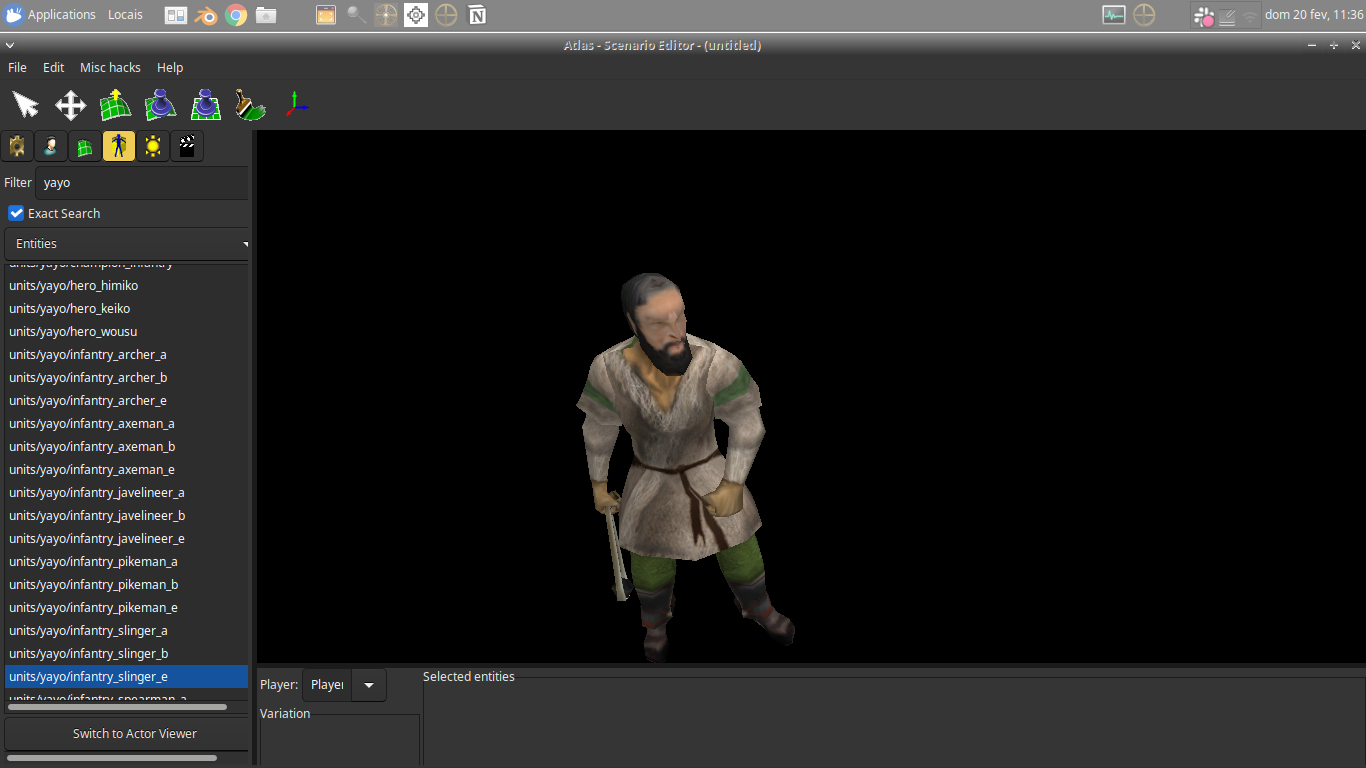 Applications Locais
dom 20 fev, 11:36
Atlas - Scenario Editor - (untitled)
File Edit Misc hacks Help
Filter yayo
Exact Search
Entities
units/yayo/champion_infantry
units/yayo/hero_himiko
units/yayo/hero_keiko
units/yayo/hero_wousu
units/yayo/infantry_archer_a
units/yayo/infantry_archer_b
units/yayo/infantry_archer_e
units/yayo/infantry_axeman_a
units/yayo/infantry_axeman_b
units/yayo/infantry_axeman_e
units/yayo/infantry_javelineer_a
units/yayo/infantry_javelineer_b
units/yayo/infantry_javelineer_e
units/yayo/infantry_pikeman_a
units/yayo/infantry_pikeman_b
units/yayo/infantry_pikeman_e
units/yayo/infantry_slinger_a
units/yayo/infantry_slinger_b
units/yayo/infantry_slinger_e
units/yayo/infantry_spearman_a
Switch to Actor Viewer
Player: Player
Variation
Selected entities